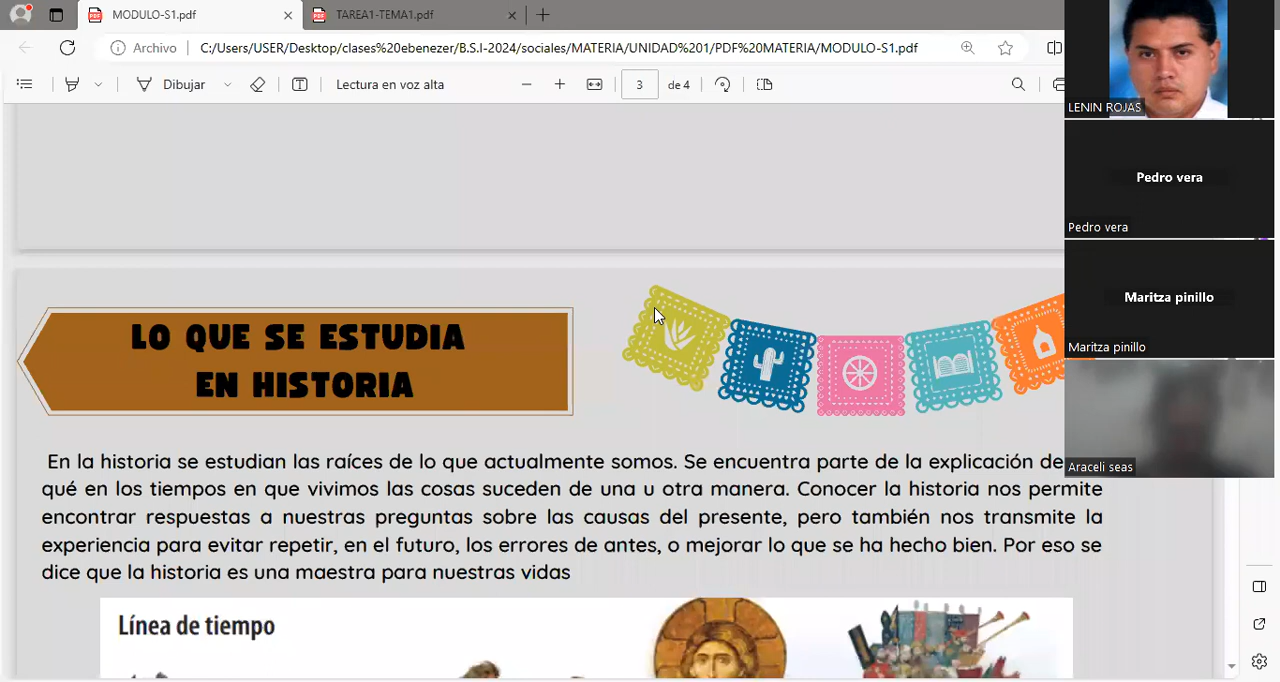 MODULO-S1.pdf
TAREA1-TEMA1.pdf
Archivo
C:/Users/USER/Desktop/clases%20ebenezer/B.S.I-2024/sociales/MATERIA/UNIDAD%201/PDF%20MATERIA/MODULO-S1.pdf
Dibujar
Lectura en voz alta
3
de 4
LENIN ROJAS
Pedro vera
Pedro vera
Maritza pinillo
Maritza pinillo
Araceli seas
LO QUE SE ESTUDIA
EN HISTORIA
En la historia se estudian las raíces de lo que actualmente somos. Se encuentra parte de la explicación de
qué en los tiempos en que vivimos las cosas suceden de una u otra manera. Conocer la historia nos permite
encontrar respuestas a nuestras preguntas sobre las causas del presente, pero también nos transmite la
experiencia para evitar repetir, en el futuro, los errores de antes, o mejorar lo que se ha hecho bien. Por eso se
dice que la historia es una maestra para nuestras vidas
Línea de tiempo